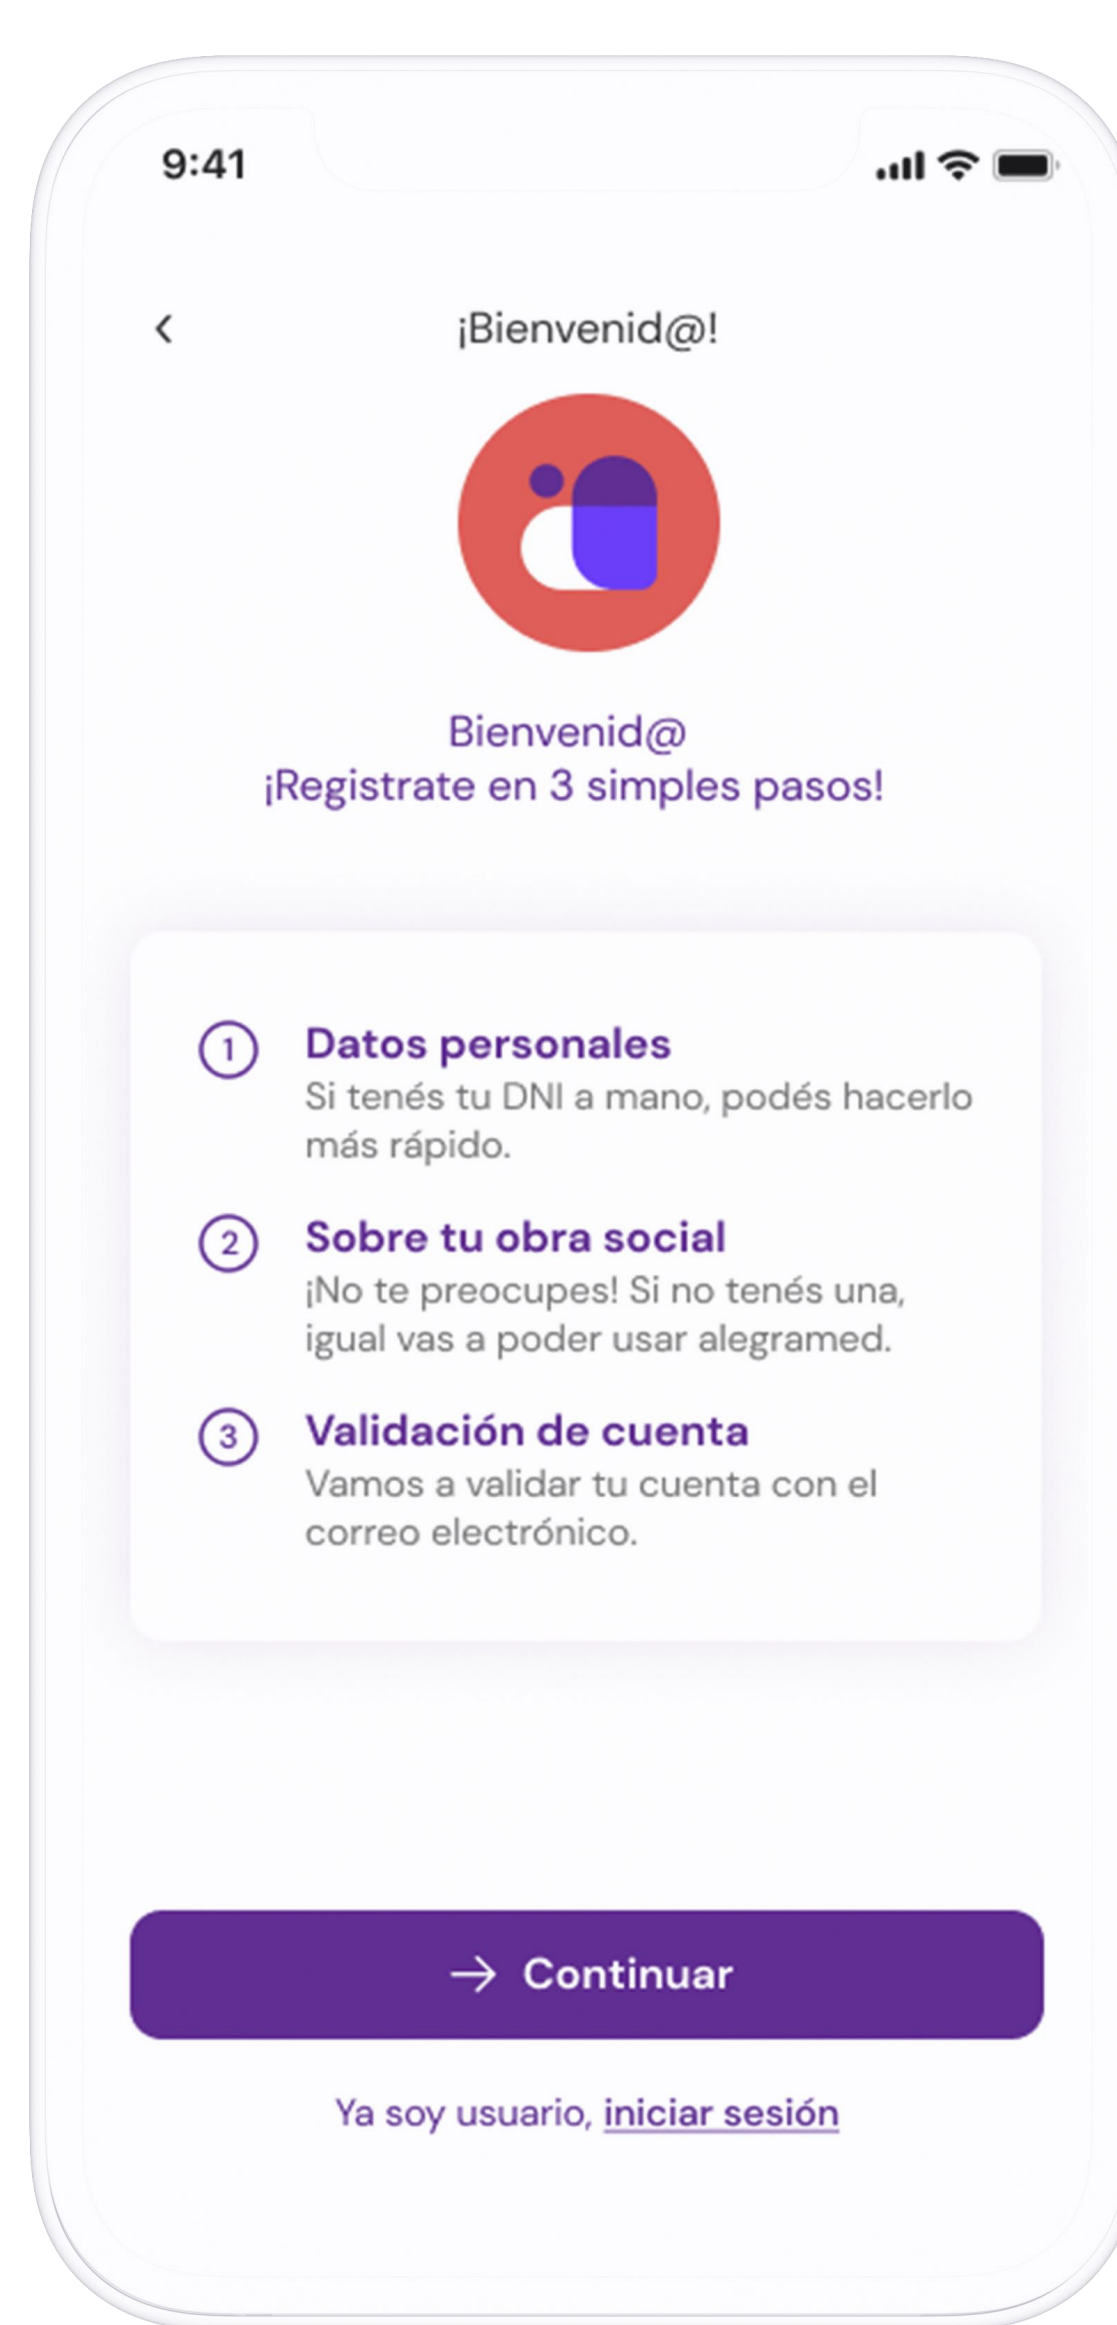 9:41
¡Bienvenid@!
Bienvenid@
¡Registrate en 3 simples pasos!
1 Datos personales
Si tenés tu DNI a mano, podés hacerlo
más rápido.
2 Sobre tu obra social
¡No te preocupes! Si no tenés una,
igual vas a poder usar alegramed.
3 Validación de cuenta
Vamos a validar tu cuenta con el
correo electrónico.
Continuar
Ya soy usuario, iniciar sesión